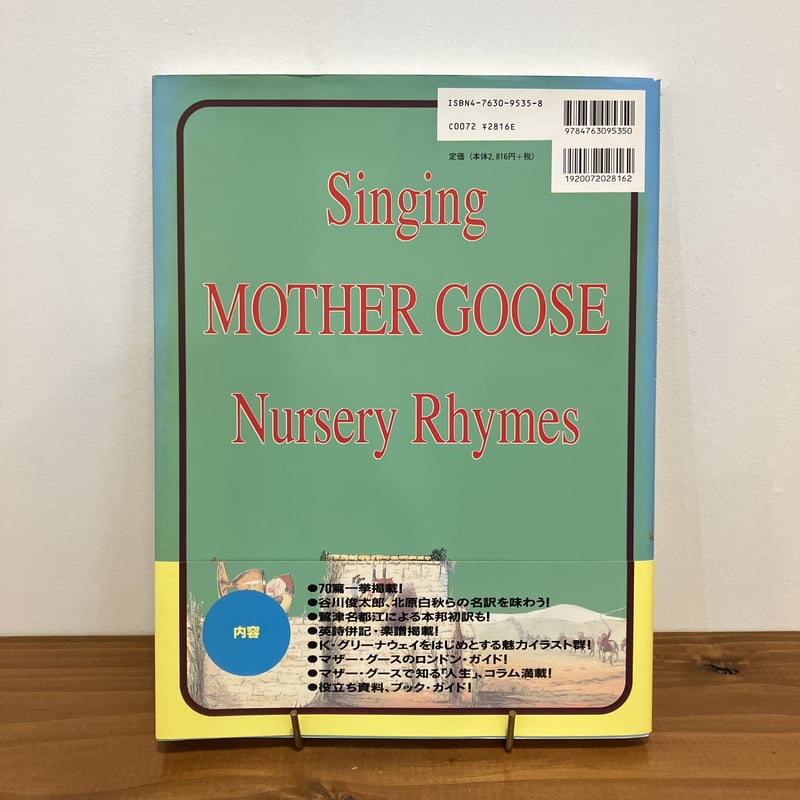 ISBN4-7630-9535-8
C0072 ¥2816E
9784763095350
定価（本体2,816円+税）
1920072028162
Singing
MOTHER GOOSE
Nursery Rhymes
内容
●70篇一挙掲載!
●谷川俊太郎、北原白秋らの名訳を味わう!
●鷲津名都江による本邦初訳も!
●英詩併記・楽譜掲載!
●K・グリーナウェイをはじめとする魅力イラスト群!
●マザー・グースのロンドン・ガイド!
●マザー・グースで知る「人生」、コラム満載!
●役立ち資料、ブック・ガイド!